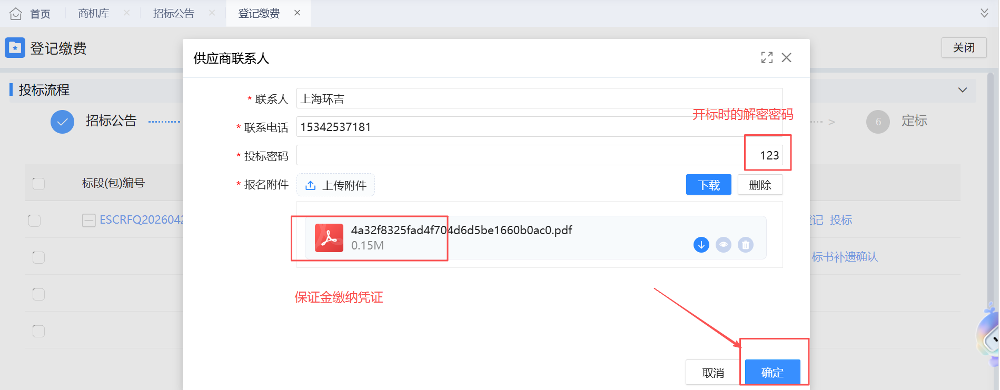 首页
商机库
招标公告
登记缴费
登记缴费
关闭
供应商联系人
投标流程
* 联系人
上海环吉
开标时的解密密码
招标公告
6
定标
* 联系电话
15342537181
* 投标密码
123
标段(包)编号
* 报名附件
上传附件
下载
删除
ESCRFQ2026042
4a32f8325fad4f704d6d5be1660b0ac0.pdf
0.15M
登记 投标
标书补遗确认
保证金缴纳凭证
取消
确定